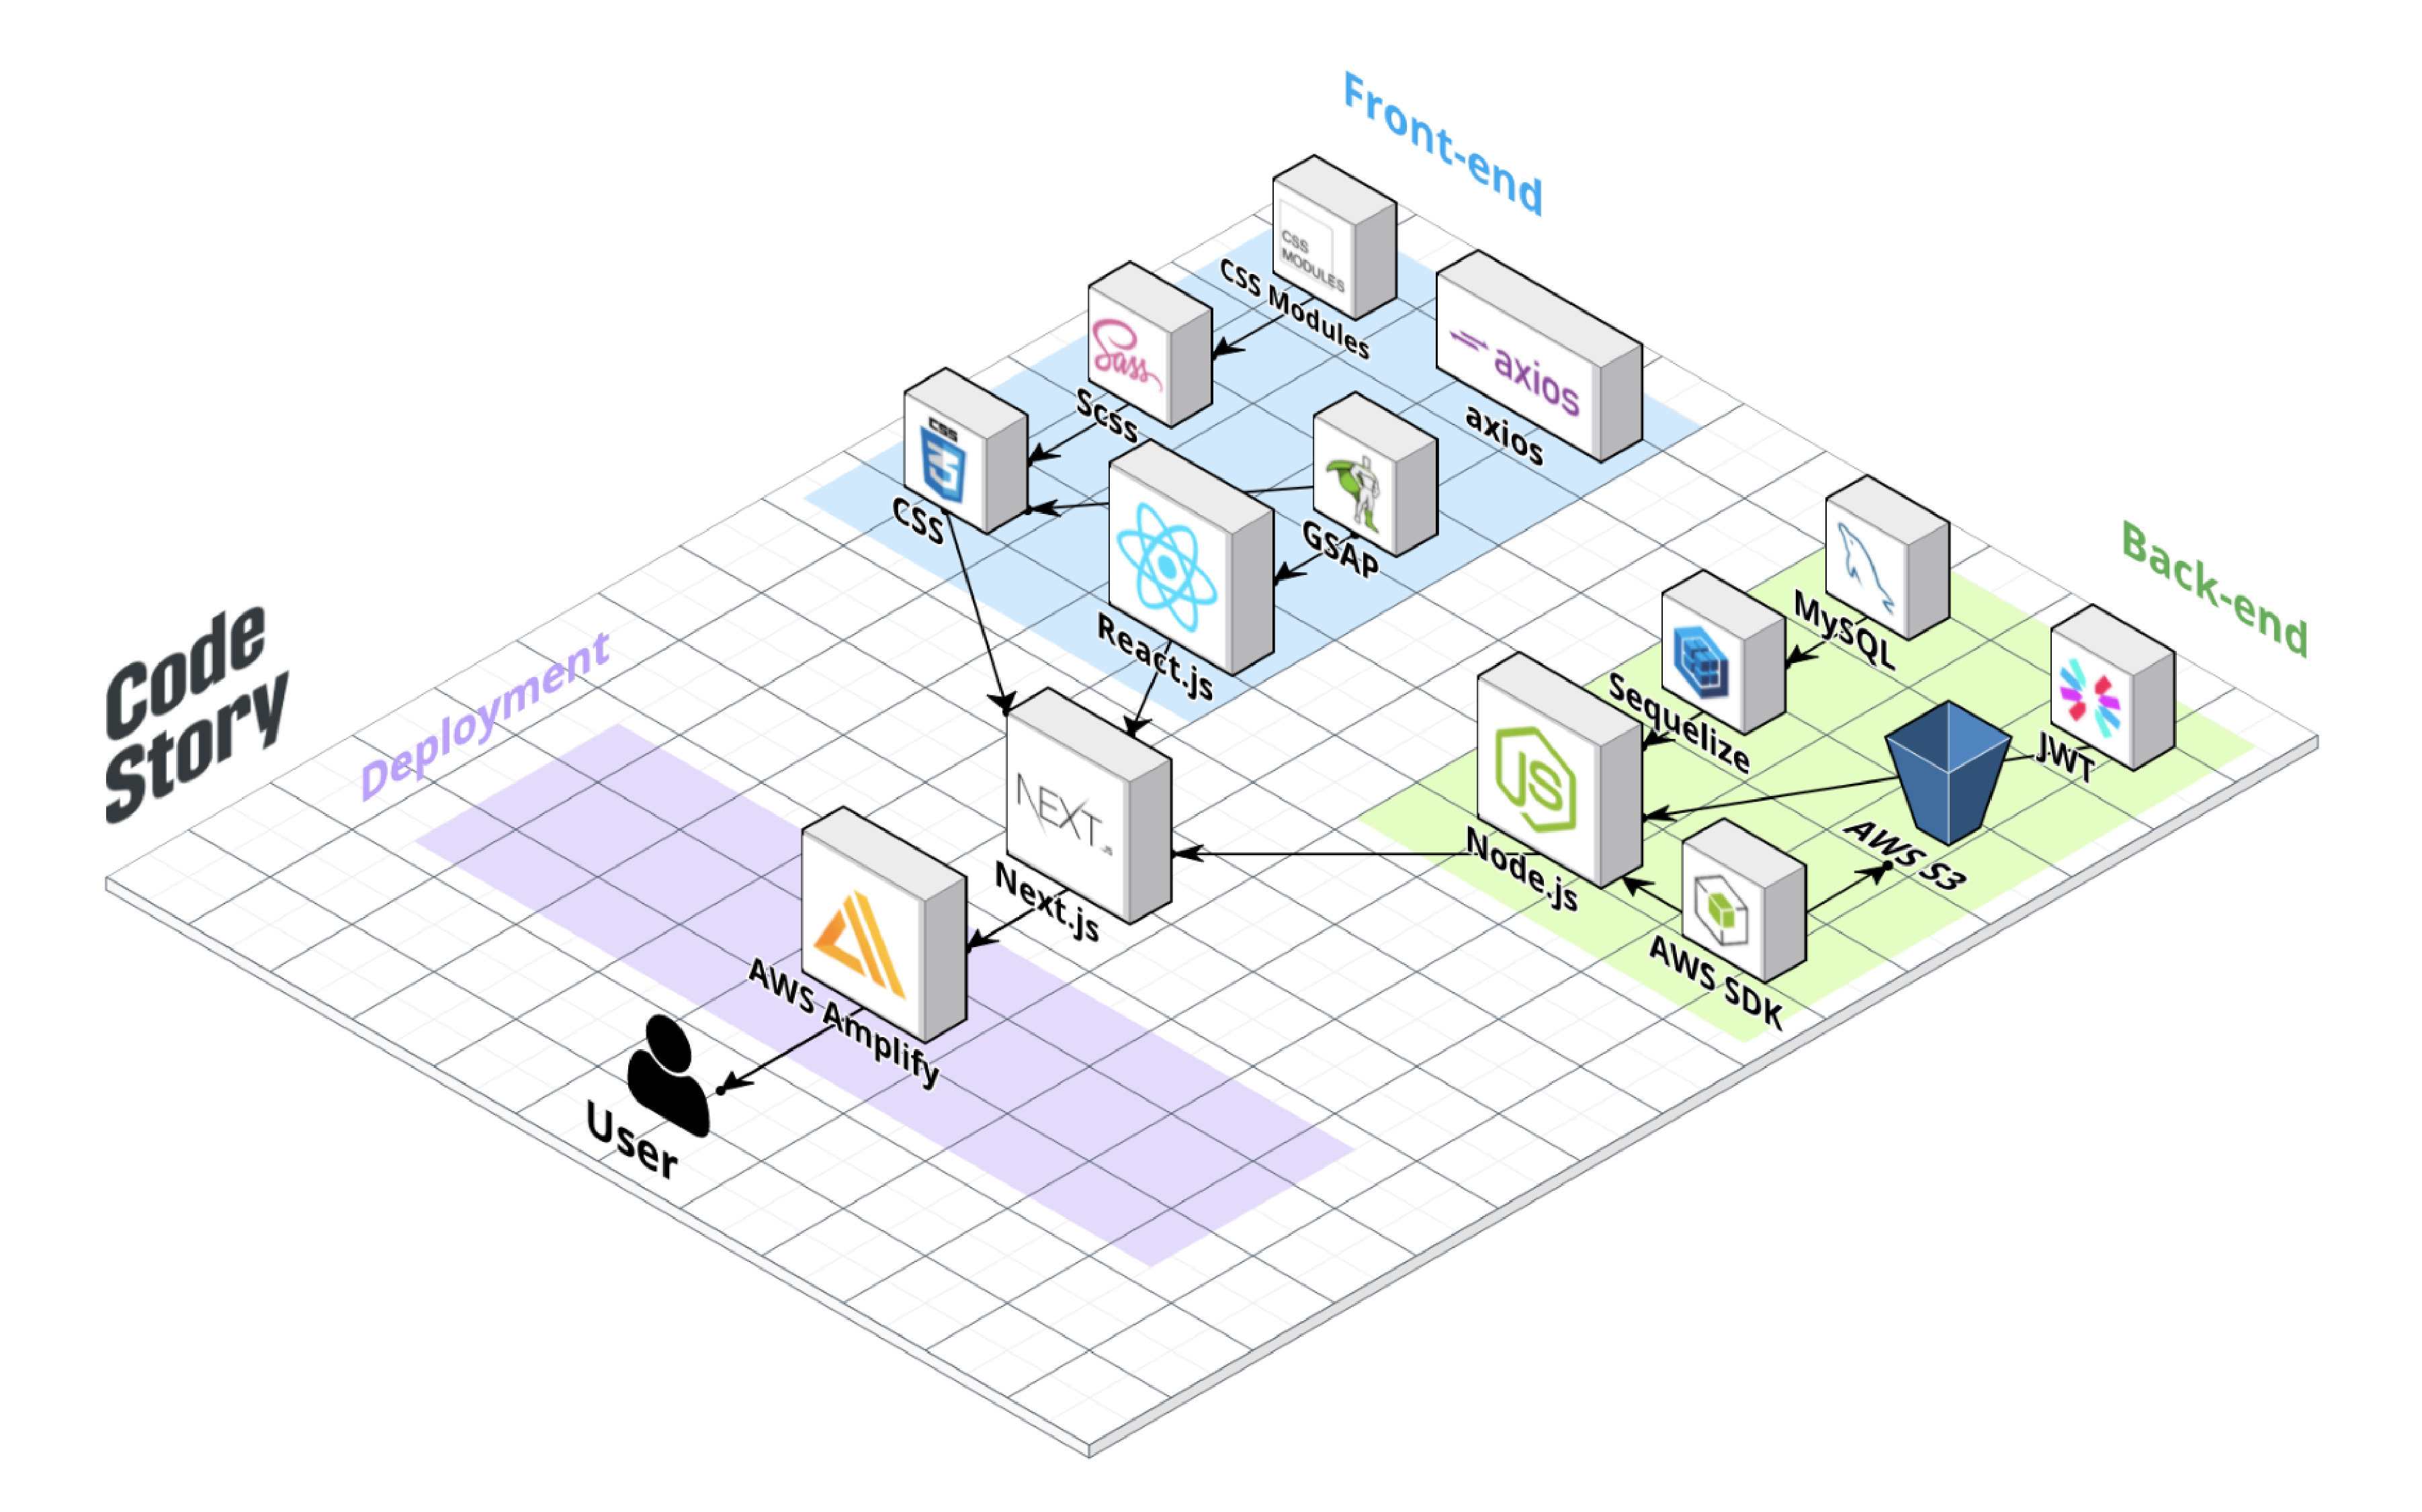 Front-end
CSS
MODULES
CSS Modules
axios
axios
Sass
Scss
CSS
CSS
GSAP
React.js
Back-end
MySQL
Sequelize
JWT
JS
Node.js
AWS S3
AWS SDK
Code
Story
Deployment
NEXT.JS
Next.js
AWS Amplify
User